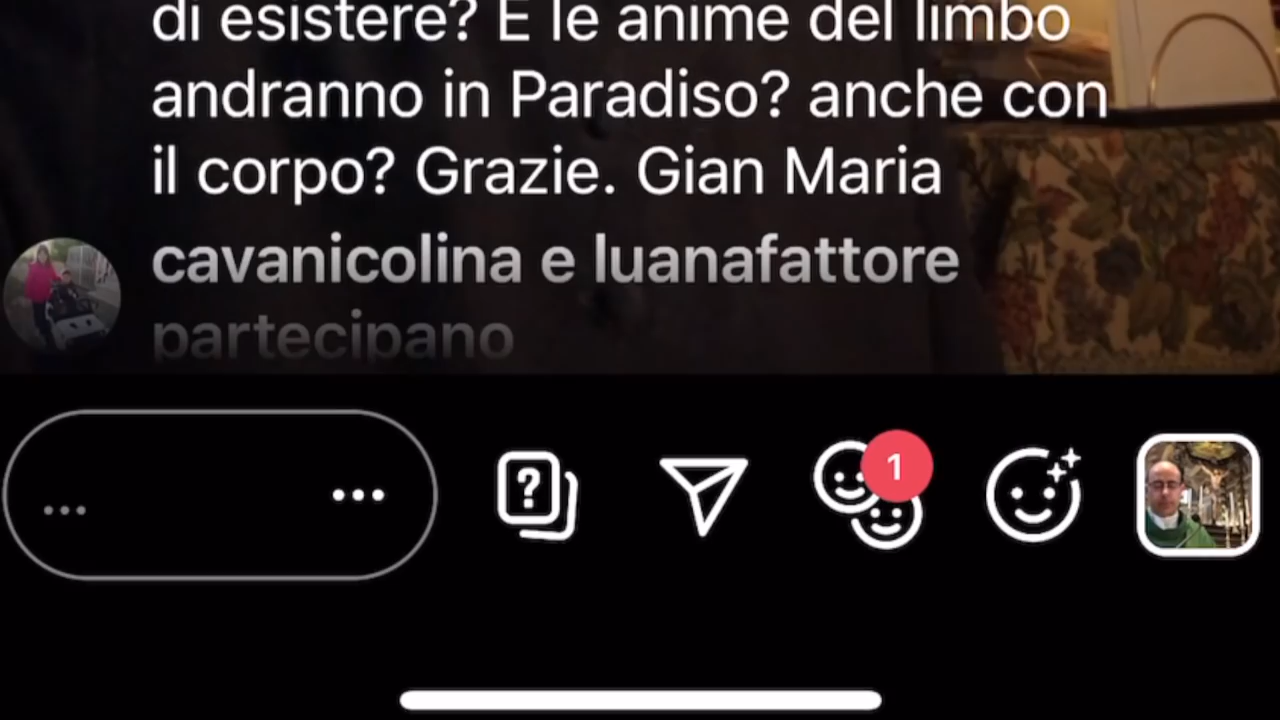 di esistere? E le anime del limbo
andranno in Paradiso? anche con
il corpo? Grazie. Gian Maria
cavanicolina e luanafattore
partecipano
... ...
?
1